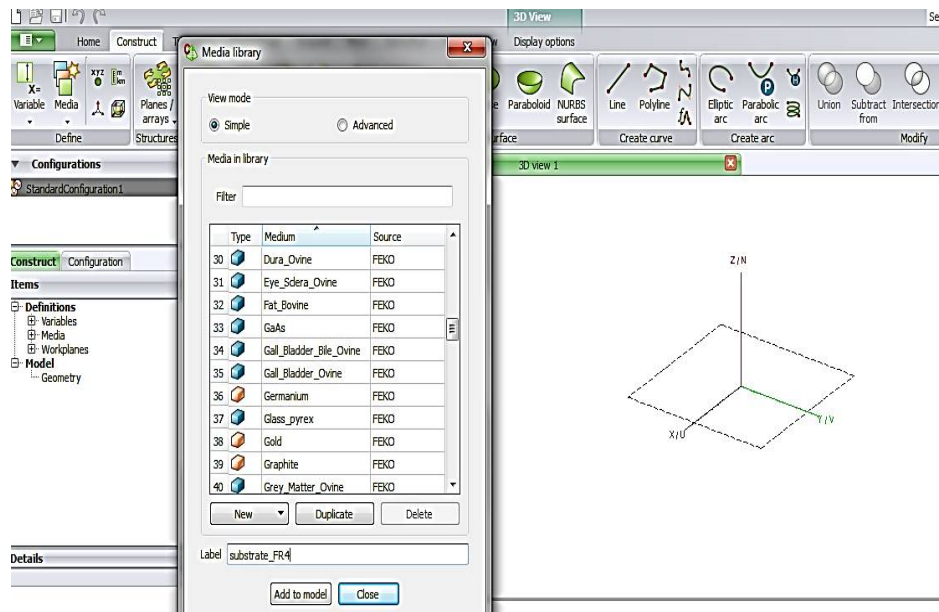 3D View
Se
Home Construct T
Display options
X=
Variable Media
xyz
Planes /
arrays
Define
Structures
Paraboloid NURBS
surface
Line Polyline
Elliptic
arc
Parabolic
arc
Union Subtract
from
Intersection
Create curve
Create arc
Modify
Media library
View mode
Simple Advanced
Media in library
Filter
Type Medium Source
30 Dura_Ovine FEKO
31 Eye_Sclera_Ovine FEKO
32 Fat_Bovine FEKO
33 GaAs FEKO
34 Gall_Bladder_Bile_Ovine FEKO
35 Gall_Bladder_Ovine FEKO
36 Germanium FEKO
37 Glass_pyrex FEKO
38 Gold FEKO
39 Graphite FEKO
40 Grey_Matter_Ovine FEKO
New Duplicate Delete
Label substrate_FR4
Add to model Close
Configurations
StandardConfiguration1
Construct Configuration
Items
Definitions
Variables
Media
Workplanes
Model
Geometry
Details
3D view 1
Z/N
Y/V
X/U